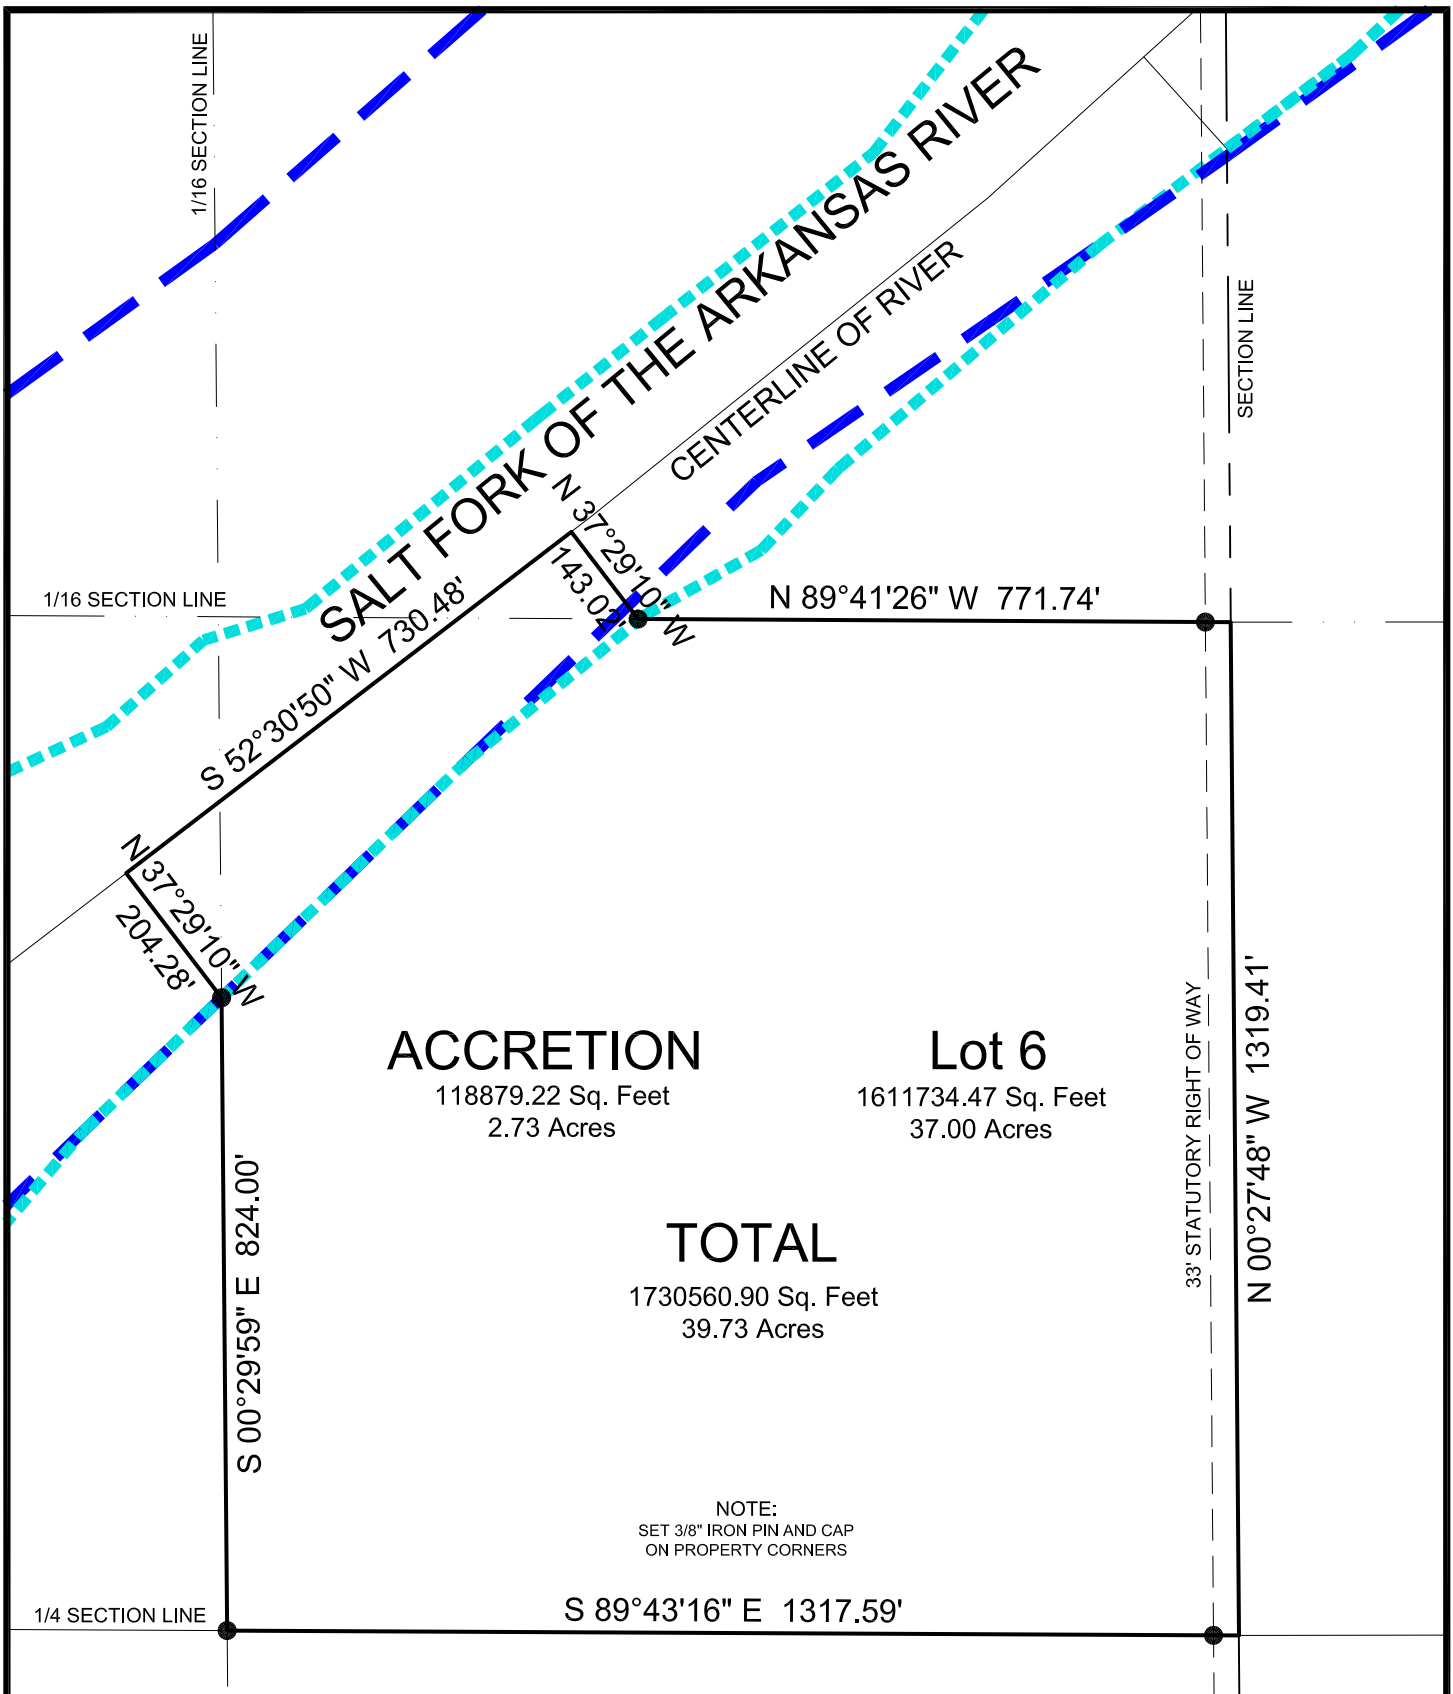 1/16 SECTION LINE
SALT FORK OF THE ARKANSAS RIVER
CENTERLINE OF RIVER
SECTION LINE
N 37°29'10" W
143.02'
1/16 SECTION LINE
N 89°41'26" W 771.74'
S 52°30'50" W 730.48'
N 37°29'10" W
204.28'
ACCRETION
118879.22 Sq. Feet
2.73 Acres
Lot 6
1611734.47 Sq. Feet
37.00 Acres
33' STATUTORY RIGHT OF WAY
N 00°27'48" W 1319.41'
S 00°29'59" E 824.00'
TOTAL
1730560.90 Sq. Feet
39.73 Acres
NOTE:
SET 3/8" IRON PIN AND CAP
ON PROPERTY CORNERS
1/4 SECTION LINE
S 89°43'16" E 1317.59'